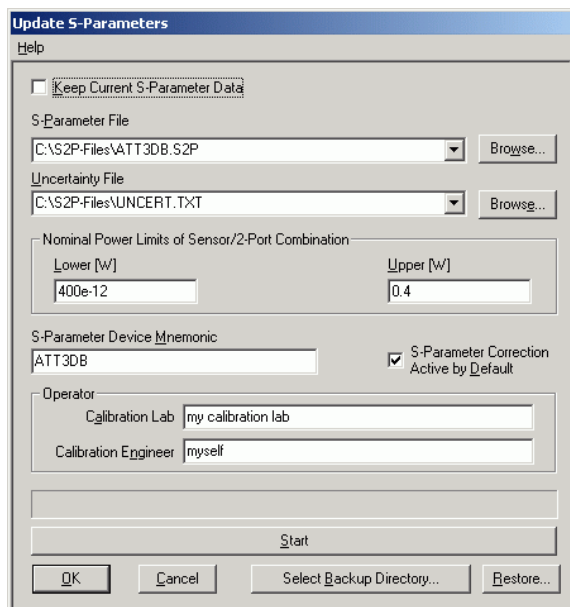 Update S-Parameters
Help
Keep Current S-Parameter Data
S-Parameter File
C:\S2P-Files\ATT3DB.S2P
Browse...
Uncertainty File
C:\S2P-Files\UNCERT.TXT
Browse...
Nominal Power Limits of Sensor/2-Port Combination
Lower [W]
Upper [W]
400e-12
0.4
S-Parameter Device Mnemonic
ATT3DB
S-Parameter Correction
Active by Default
Operator
Calibration Lab
my calibration lab
Calibration Engineer
myself
Start
OK
Cancel
Select Backup Directory...
Restore...